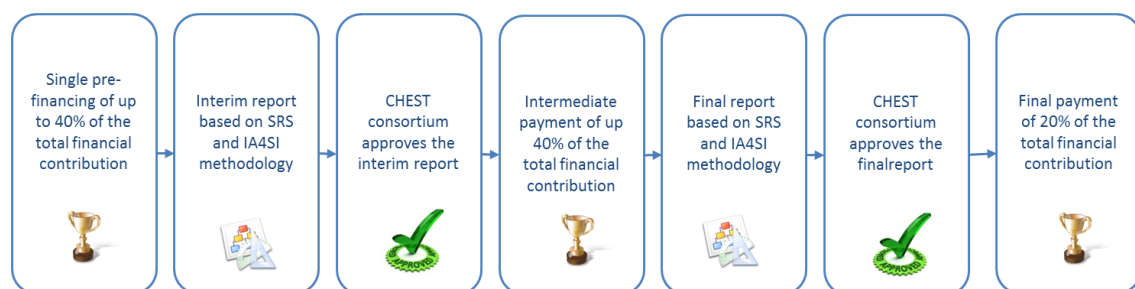 Single pre-
financing of up
to 40% of the
total financial
contribution
Interim report
based on SRS
and IA4SI
methodology
CHEST
consortium
approves the
interim report
APPROVED
Intermediate
payment of up
40% of the
total financial
contribution
Final report
based on SRS
and IA4SI
methodology
CHEST
consortium
approves the
finalreport
APPROVED
Final payment
of 20% of the
total financial
contribution